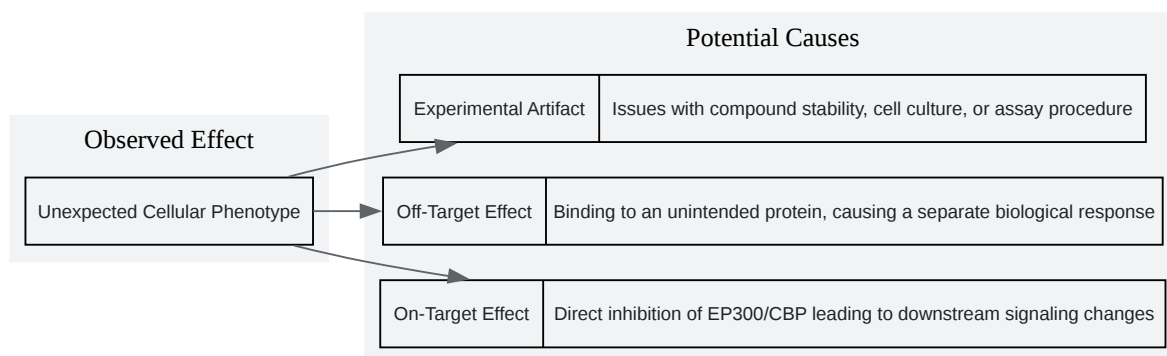 Potential Causes
Experimental Artifact
Issues with compound stability, cell culture, or assay procedure
Observed Effect
Unexpected Cellular Phenotype
Off-Target Effect
Binding to an unintended protein, causing a separate biological response
On-Target Effect
Direct inhibition of EP300/CBP leading to downstream signaling changes